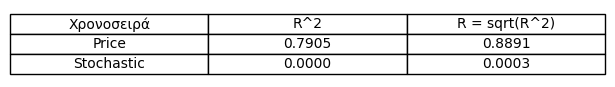 Χρονοσειρά R^2 R = sqrt(R^2)
Price 0.7905 0.8891
Stochastic 0.0000 0.0003